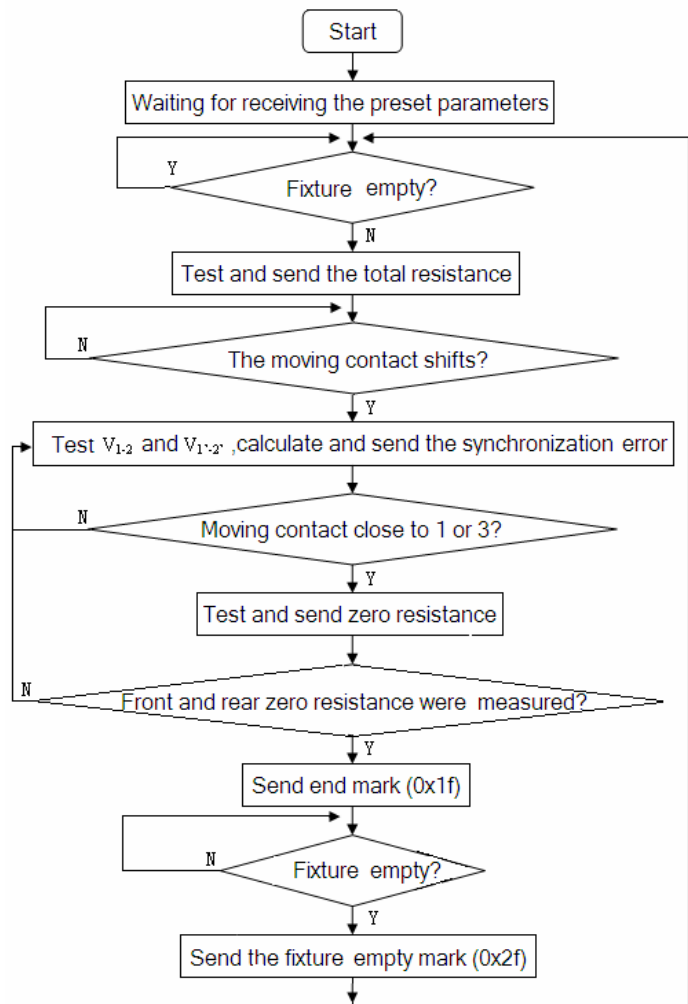 Start
Waiting for receiving the preset parameters
Y
Fixture empty?
N
Test and send the total resistance
N
The moving contact shifts?
Y
Test V1-2 and V1'-2' ,calculate and send the synchronization error
N
Moving contact close to 1 or 3?
Y
Test and send zero resistance
N
Front and rear zero resistance were measured?
Y
Send end mark (0x1f)
N
Fixture empty?
Y
Send the fixture empty mark (0x2f)